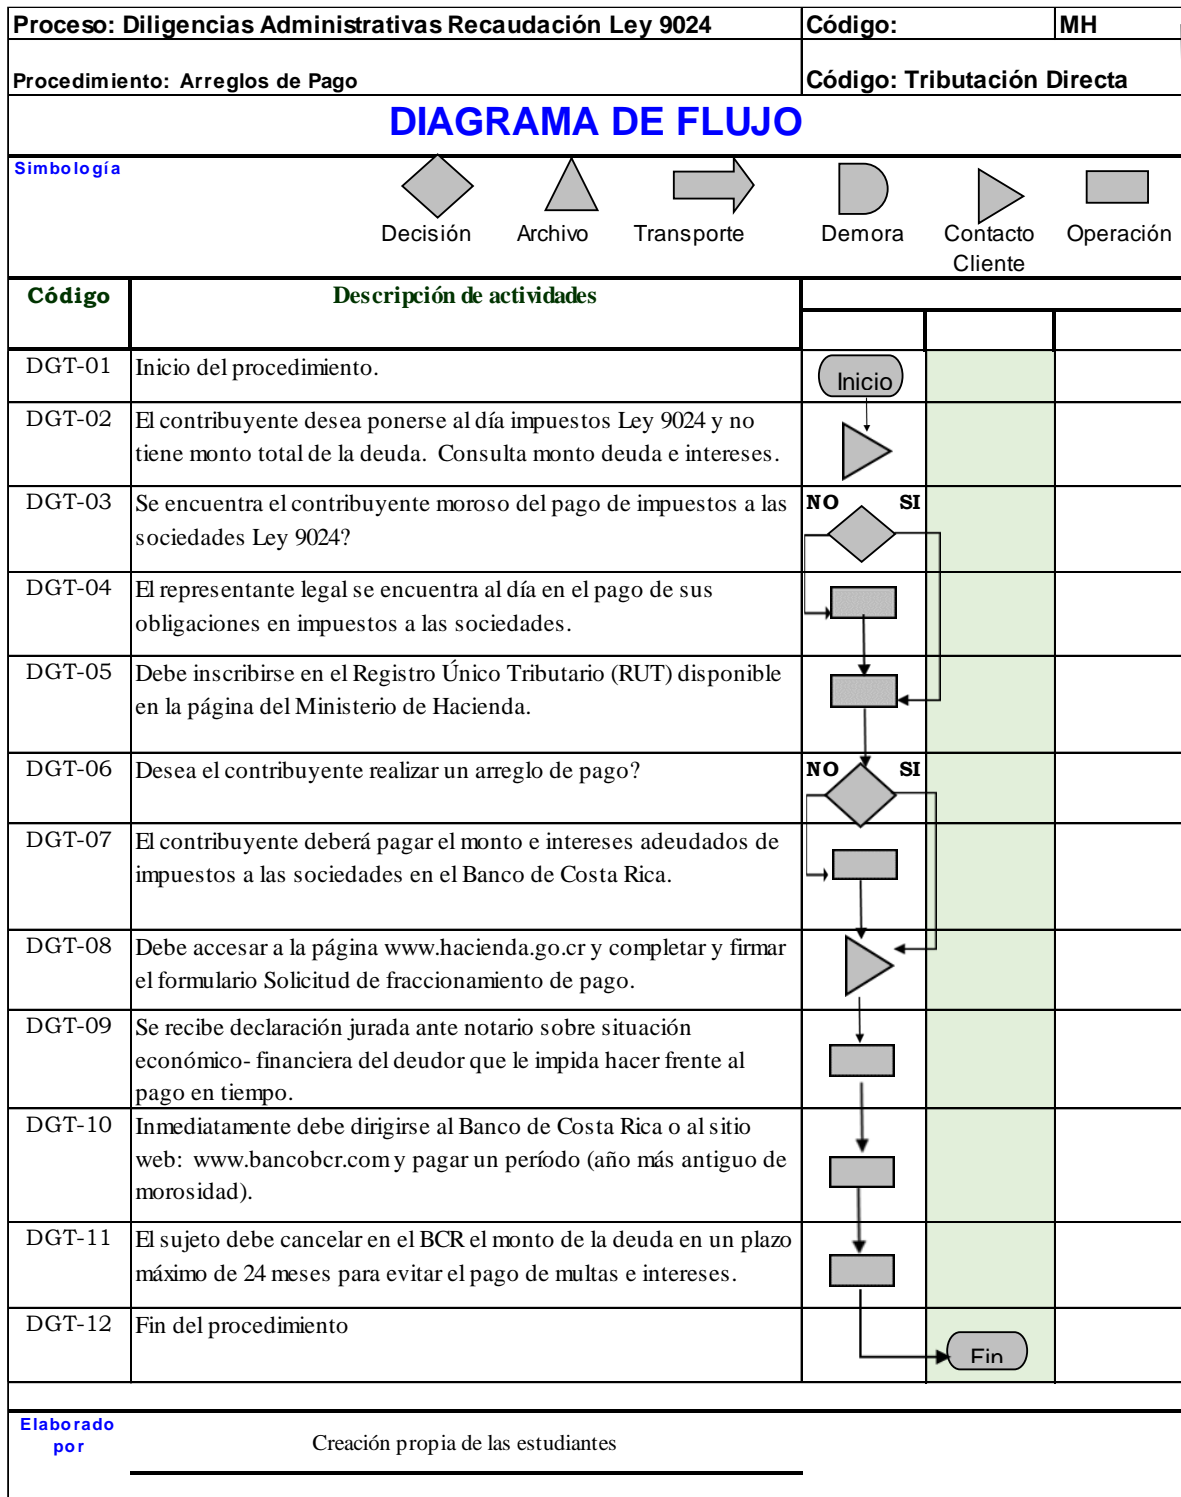 Proceso: Diligencias Administrativas Recaudación Ley 9024 Código: MH
Procedimiento: Arreglos de Pago Código: Tributación Directa
DIAGRAMA DE FLUJO
Simbología
Decisión Archivo Transporte Demora Contacto Cliente Operación
Código Descripción de actividades
DGT-01 Inicio del procedimiento. Inicio
DGT-02 El contribuyente desea ponerse al día impuestos Ley 9024 y no
tiene monto total de la deuda. Consulta monto deuda e intereses.
DGT-03 Se encuentra el contribuyente moroso del pago de impuestos a las NO SI
sociedades Ley 9024?
DGT-04 El representante legal se encuentra al día en el pago de sus
obligaciones en impuestos a las sociedades.
DGT-05 Debe inscribirse en el Registro Único Tributario (RUT) disponible
en la página del Ministerio de Hacienda.
DGT-06 Desea el contribuyente realizar un arreglo de pago? NO SI
DGT-07 El contribuyente deberá pagar el monto e intereses adeudados de
impuestos a las sociedades en el Banco de Costa Rica.
DGT-08 Debe accesar a la página www.hacienda.go.cr y completar y firmar
el formulario Solicitud de fraccionamiento de pago.
DGT-09 Se recibe declaración jurada ante notario sobre situación
económico- financiera del deudor que le impida hacer frente al
pago en tiempo.
DGT-10 Inmediatamente debe dirigirse al Banco de Costa Rica o al sitio
web: www.bancobcr.com y pagar un período (año más antiguo de
morosidad).
DGT-11 El sujeto debe cancelar en el BCR el monto de la deuda en un plazo
máximo de 24 meses para evitar el pago de multas e intereses.
DGT-12 Fin del procedimiento Fin
Elaborado
por Creación propia de las estudiantes